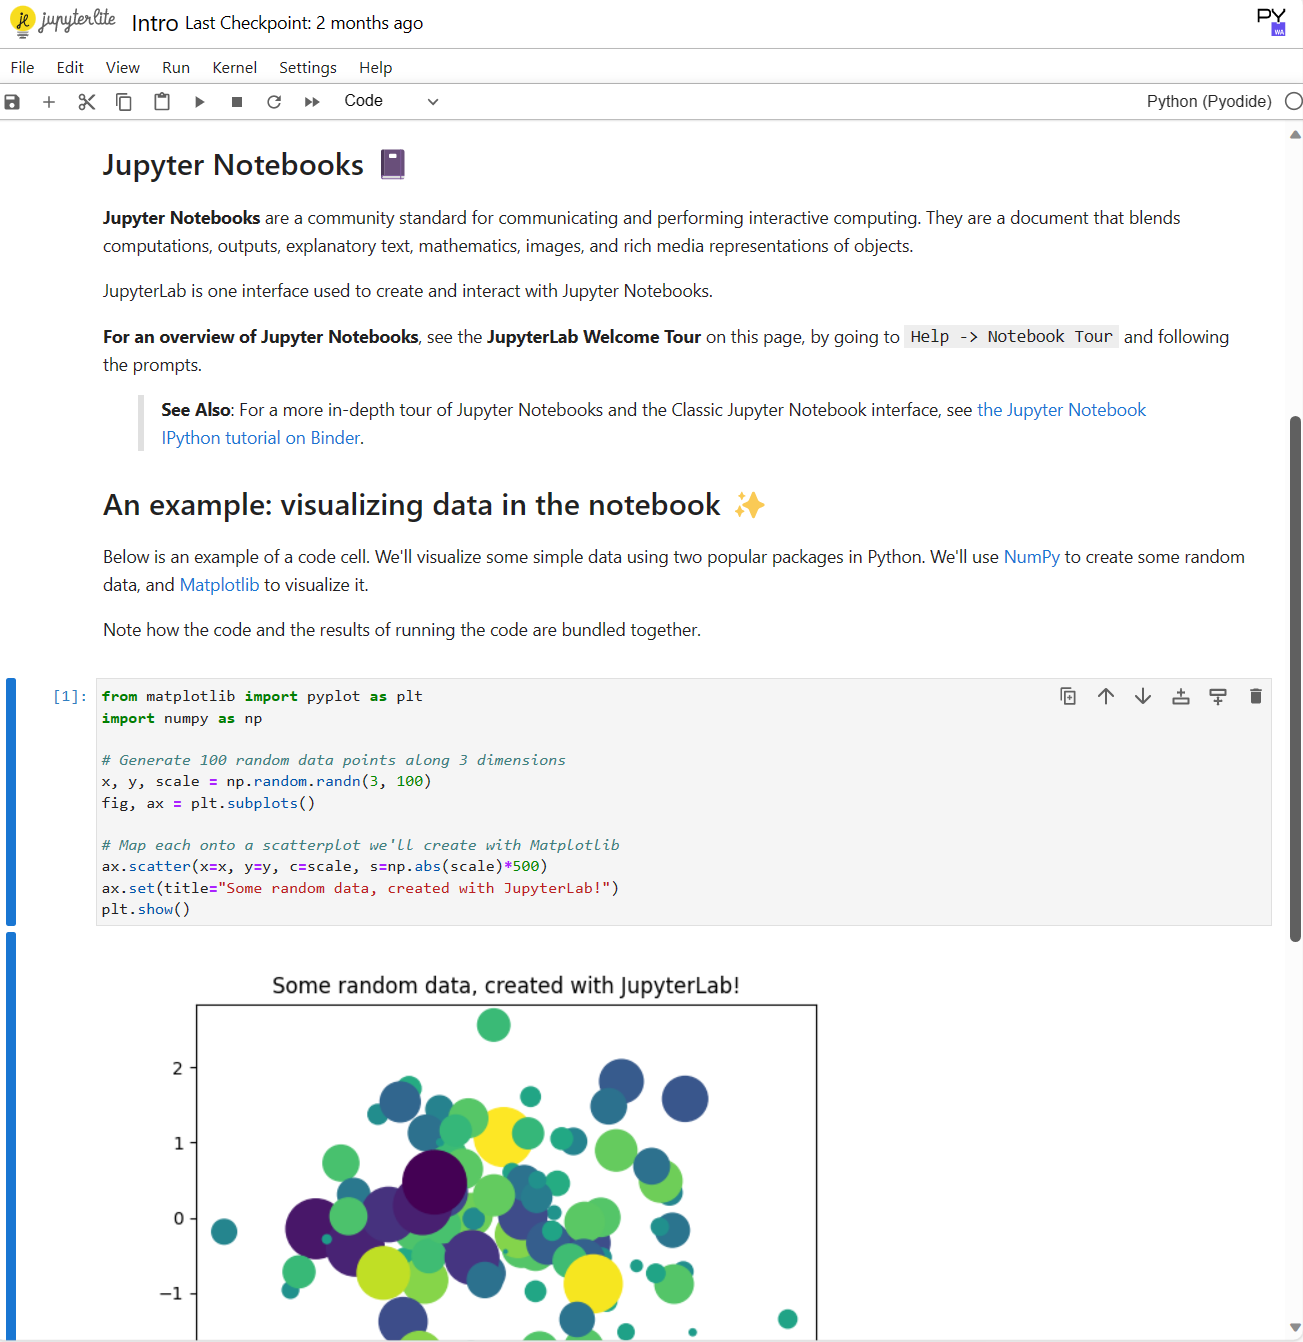 jupyterlite Intro Last Checkpoint: 2 months ago
PY
WA
File Edit View Run Kernel Settings Help
Code Python (Pyodide)
Jupyter Notebooks
Jupyter Notebooks are a community standard for communicating and performing interactive computing. They are a document that blends
computations, outputs, explanatory text, mathematics, images, and rich media representations of objects.
JupyterLab is one interface used to create and interact with Jupyter Notebooks.
For an overview of Jupyter Notebooks, see the JupyterLab Welcome Tour on this page, by going to Help -> Notebook Tour and following
the prompts.
See Also: For a more in-depth tour of Jupyter Notebooks and the Classic Jupyter Notebook interface, see the Jupyter Notebook
IPython tutorial on Binder.
An example: visualizing data in the notebook ✨
Below is an example of a code cell. We'll visualize some simple data using two popular packages in Python. We'll use NumPy to create some random
data, and Matplotlib to visualize it.
Note how the code and the results of running the code are bundled together.
[1]: from matplotlib import pyplot as plt
import numpy as np
# Generate 100 random data points along 3 dimensions
x, y, scale = np.random.randn(3, 100)
fig, ax = plt.subplots()
# Map each onto a scatterplot we'll create with Matplotlib
ax.scatter(x=x, y=y, c=scale, s=np.abs(scale)*500)
ax.set(title="Some random data, created with JupyterLab!")
plt.show()
Some random data, created with JupyterLab!
2
1
0
−1